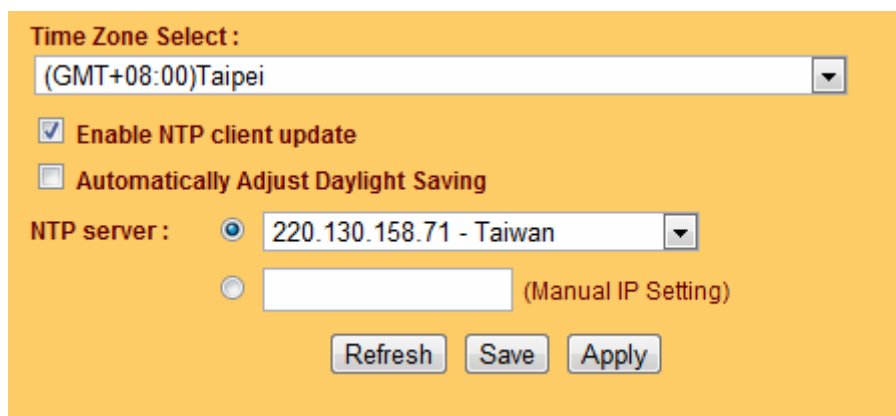 Time Zone Select :
(GMT+08:00)Taipei
Enable NTP client update
Automatically Adjust Daylight Saving
NTP server : 220.130.158.71 - Taiwan
(Manual IP Setting)
Refresh Save Apply